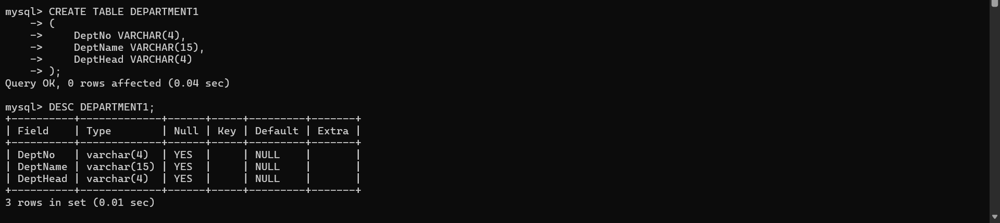 mysql> CREATE TABLE DEPARTMENT1
    -> (
    ->     DeptNo VARCHAR(4),
    ->     DeptName VARCHAR(15),
    ->     DeptHead VARCHAR(4)
    -> );
Query OK, 0 rows affected (0.04 sec)

mysql> DESC DEPARTMENT1;
+----------+-------------+------+-----+---------+-------+
| Field    | Type        | Null | Key | Default | Extra |
+----------+-------------+------+-----+---------+-------+
| DeptNo   | varchar(4)  | YES  |     | NULL    |       |
| DeptName | varchar(15) | YES  |     | NULL    |       |
| DeptHead | varchar(4)  | YES  |     | NULL    |       |
+----------+-------------+------+-----+---------+-------+
3 rows in set (0.01 sec)